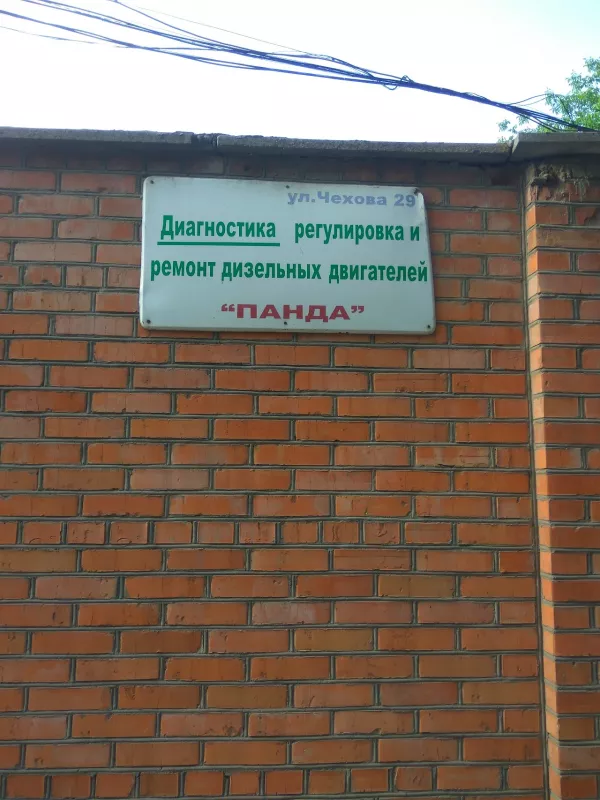 ул.Чехова 29
Диагностика регулировка и
ремонт дизельных двигателей
“ПАНДА”